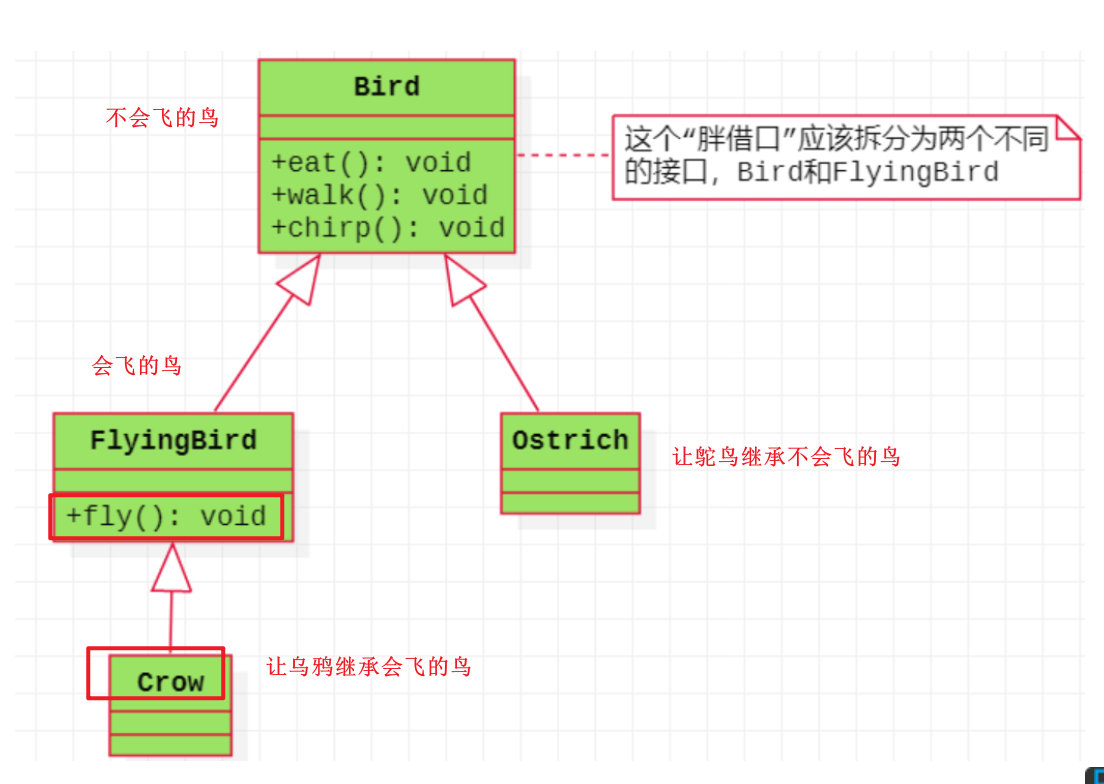 Bird
不会飞的鸟
+eat(): void
+walk(): void
+chirp(): void
这个“胖借口”应该拆分为两个不同
的接口，Bird和FlyingBird
会飞的鸟
FlyingBird
+fly(): void
Ostrich
让鸵鸟继承不会飞的鸟
Crow
让乌鸦继承会飞的鸟